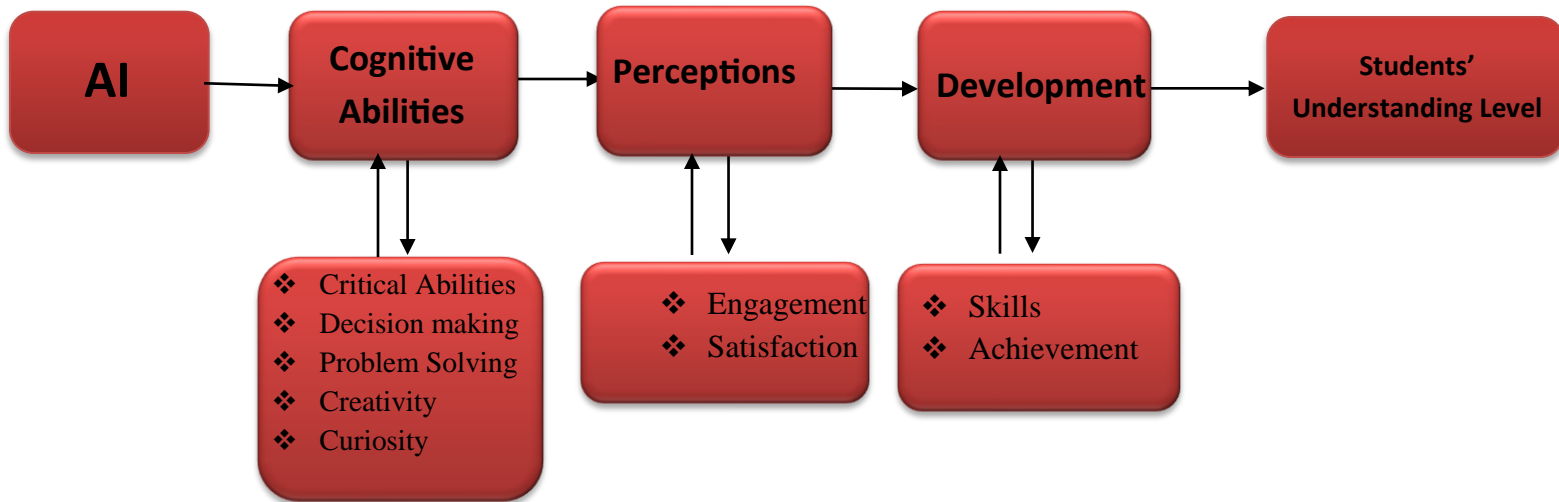 AI
Cognitive
Abilities
Perceptions
Development
Students’
Understanding Level
❖ Critical Abilities
❖ Decision making
❖ Problem Solving
❖ Creativity
❖ Curiosity
❖ Engagement
❖ Satisfaction
❖ Skills
❖ Achievement